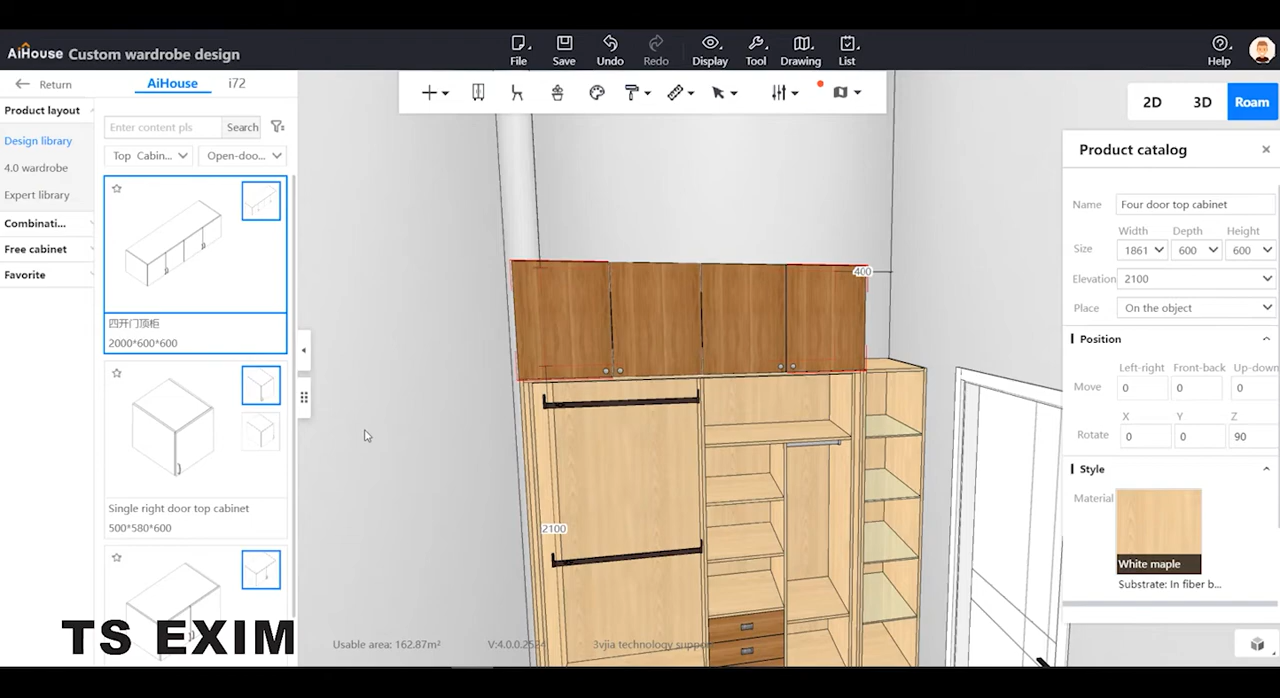 AiHouse Custom wardrobe design
File
Save
Undo
Redo
Display
Tool
Drawing
List
Help
Return
AiHouse
i72
2D
3D
Roam
Product layout
Design library
4.0 wardrobe
Expert library
Combinati...
Free cabinet
Favorite
Enter content pls
Search
Top Cabin...
Open-doo...
四开门顶柜
2000*600*600
Single right door top cabinet
500*580*600
400
2100
Product catalog
Name Four door top cabinet
Width Depth Height
Size 1861 600 600
Elevation 2100
Place On the object
Position
Left-right Front-back Up-down
Move 0 0 0
X Y Z
Rotate 0 0 90
Style
Material
White maple
Substrate: In fiber b...
TS EXIM
Usable area: 162.87m²
3vjia technology suppo